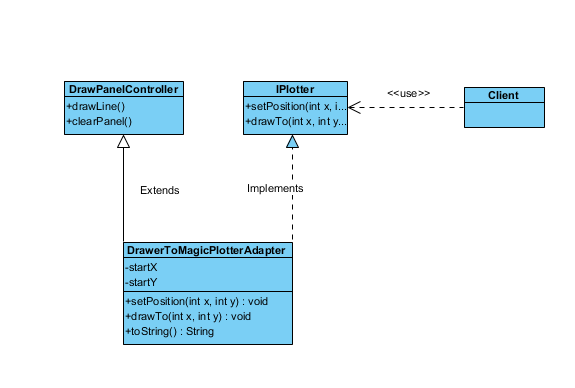 DrawPanelController
+drawLine()
+clearPanel()
IPlotter
+setPosition(int x, i...
+drawTo(int x, int y...
<<use>>
Client
Extends
Implements
DrawerToMagicPlotterAdapter
-startX
-startY
+setPosition(int x, int y) : void
+drawTo(int x, int y) : void
+toString() : String